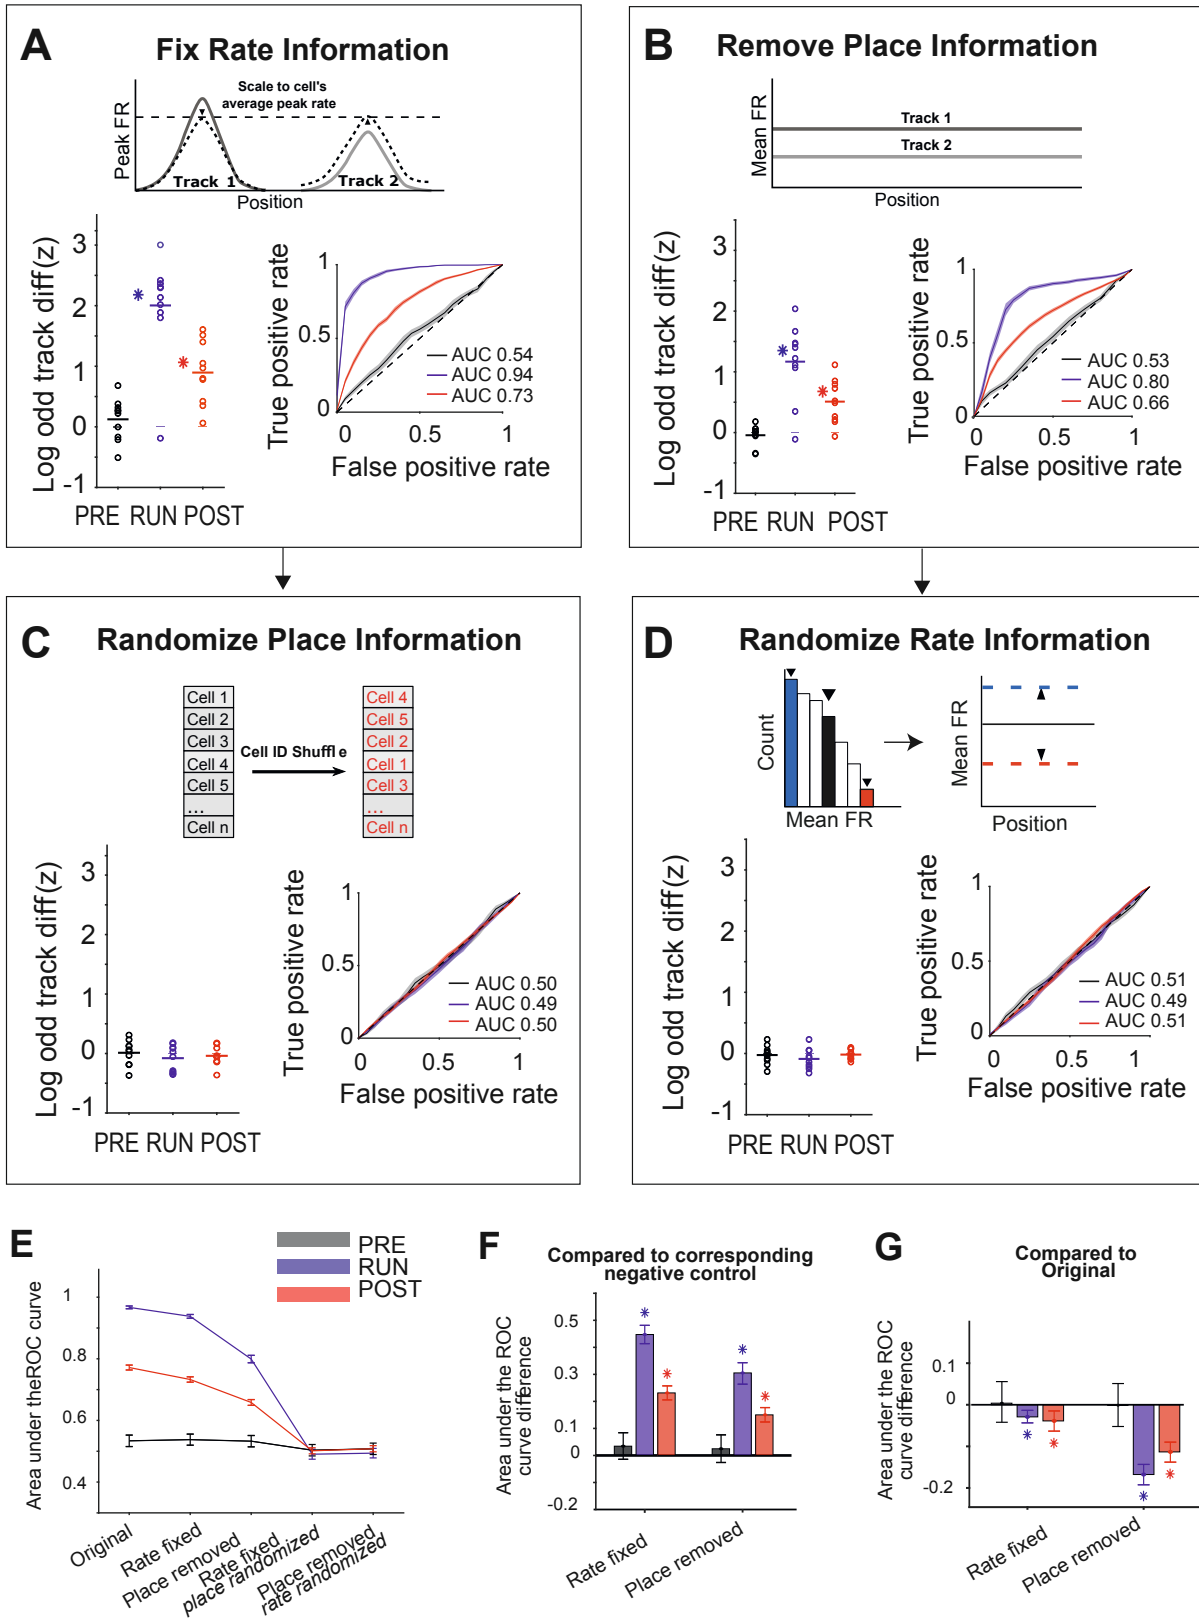 A
Fix Rate Information
Scale to cell's
average peak rate
Peak FR
Track 1
Track 2
Position
Log odd track diff(z)
3
2
1
0
-1
PRE RUN POST
True positive rate
1
0.5
0
AUC 0.54
AUC 0.94
AUC 0.73
0
0.5
1
False positive rate
B
Remove Place Information
Mean FR
Track 1
Track 2
Position
Log odd track diff(z)
3
2
1
0
-1
PRE RUN POST
True positive rate
1
0.5
0
AUC 0.53
AUC 0.80
AUC 0.66
0
0.5
1
False positive rate
C
Randomize Place Information
Cell 1
Cell 2
Cell 3
Cell 4
Cell 5
...
Cell n
Cell ID Shuffle
Cell 4
Cell 5
Cell 2
Cell 1
Cell 3
...
Cell n
Log odd track diff(z)
3
2
1
0
-1
PRE RUN POST
True positive rate
1
0.5
0
AUC 0.50
AUC 0.49
AUC 0.50
0
0.5
1
False positive rate
D
Randomize Rate Information
Count
Mean FR
Mean FR
Position
Log odd track diff(z)
3
2
1
0
-1
PRE RUN POST
True positive rate
1
0.5
0
AUC 0.51
AUC 0.49
AUC 0.51
0
0.5
1
False positive rate
E
PRE
RUN
POST
Area under theROC curve
1
0.8
0.6
0.4
Original
Rate fixed
Place removed
Rate fixed
place randomized
Place removed
rate randomized
F
Compared to corresponding
negative control
Area under the ROC
curve difference
0.5
0.3
0.1
0
-0.2
Rate fixed
Place removed
G
Compared to
Original
Area under the ROC
curve difference
0.1
0
-0.2
Rate fixed
Place removed